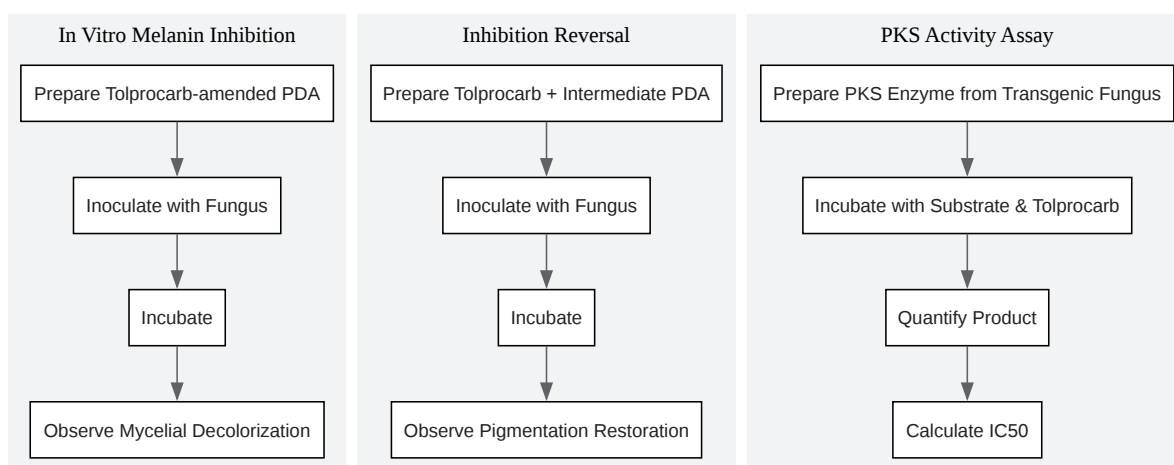 In Vitro Melanin Inhibition
Prepare Tolprocarb-amended PDA
Inoculate with Fungus
Incubate
Observe Mycelial Decolorization
Inhibition Reversal
Prepare Tolprocarb + Intermediate PDA
Inoculate with Fungus
Incubate
Observe Pigmentation Restoration
PKS Activity Assay
Prepare PKS Enzyme from Transgenic Fungus
Incubate with Substrate & Tolprocarb
Quantify Product
Calculate IC50